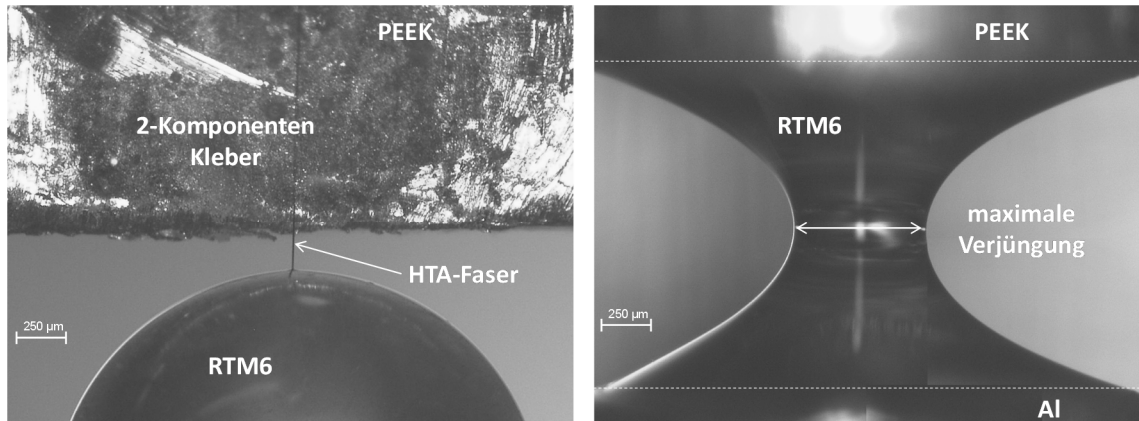 PEEK
2-Komponenten
Kleber
HTA-Faser
250 µm
RTM6
PEEK
RTM6
maximale
Verjüngung
250 µm
Al